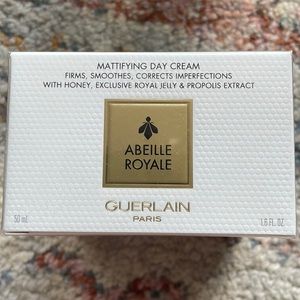 MATTIFYING DAY CREAM
FIRMS, SMOOTHES, CORRECTS IMPERFECTIONS
WITH HONEY, EXCLUSIVE ROYAL JELLY & PROPOLIS EXTRACT
ABEILLE
ROYALE
GUERLAIN
PARIS
50 mL 1.6 FL. OZ